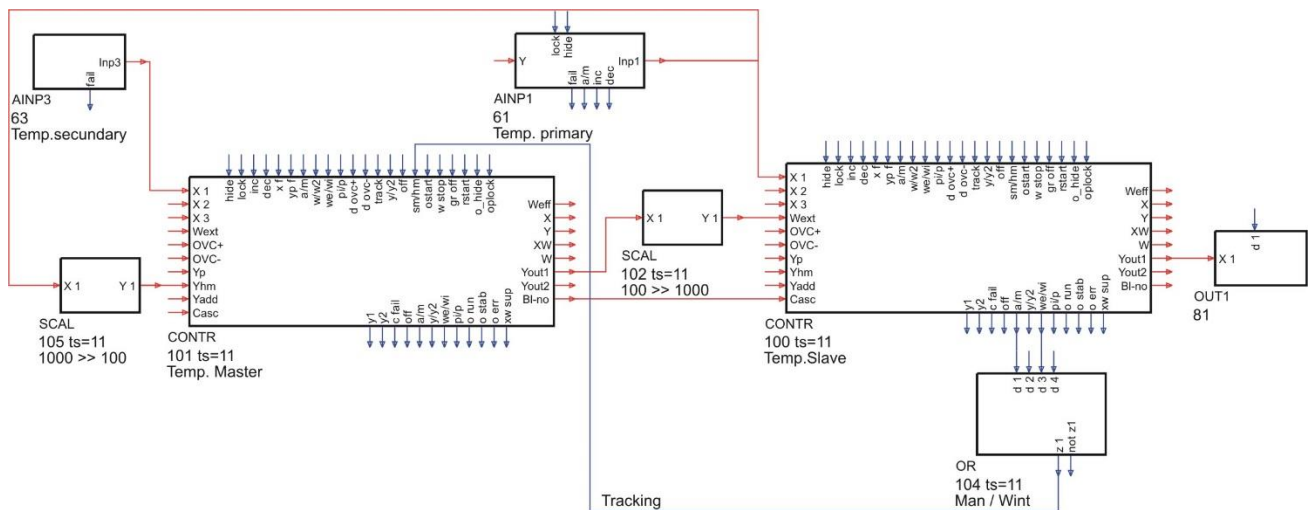 Inp3
fail
AINP3
63
Temp.secundary
lock
hide
Y
Inp1
fail
a/m
inc
dec
AINP1
61
Temp. primary
hide
lock
inc
dec
x f
yp f
a/m
w/w2
we/wi
pi/p
d ovc+
d ovc-
track
y/y2
off
sm/hm
ostart
w stop
gr off
rstart
o_hide
oplock
X 1
X 2
X 3
Wext
OVC+
OVC-
Yp
Yhm
Yadd
Casc
Weff
X
Y
XW
W
Yout1
Yout2
BI-no
y1
y2
c fail
off
a/m
y/y2
we/wi
pi/p
o run
o stab
o err
xw sup
CONTR
101 ts=11
Temp. Master
X 1
Y 1
SCAL
105 ts=11
1000 >> 100
X 1
Y 1
SCAL
102 ts=11
100 >> 1000
hide
lock
inc
dec
x f
yp f
a/m
w/w2
we/wi
pi/p
d ovc+
d ovc-
track
y/y2
off
sm/hm
ostart
w stop
gr off
rstart
o_hide
oplock
X 1
X 2
X 3
Wext
OVC+
OVC-
Yp
Yhm
Yadd
Casc
Weff
X
Y
XW
W
Yout1
Yout2
BI-no
y1
y2
c fail
off
a/m
y/y2
we/wi
pi/p
o run
o stab
o err
xw sup
CONTR
100 ts=11
Temp.Slave
d 1
X 1
OUT1
81
d 1
d 2
d 3
d 4
z 1
not z1
OR
104 ts=11
Man / Wint
Tracking